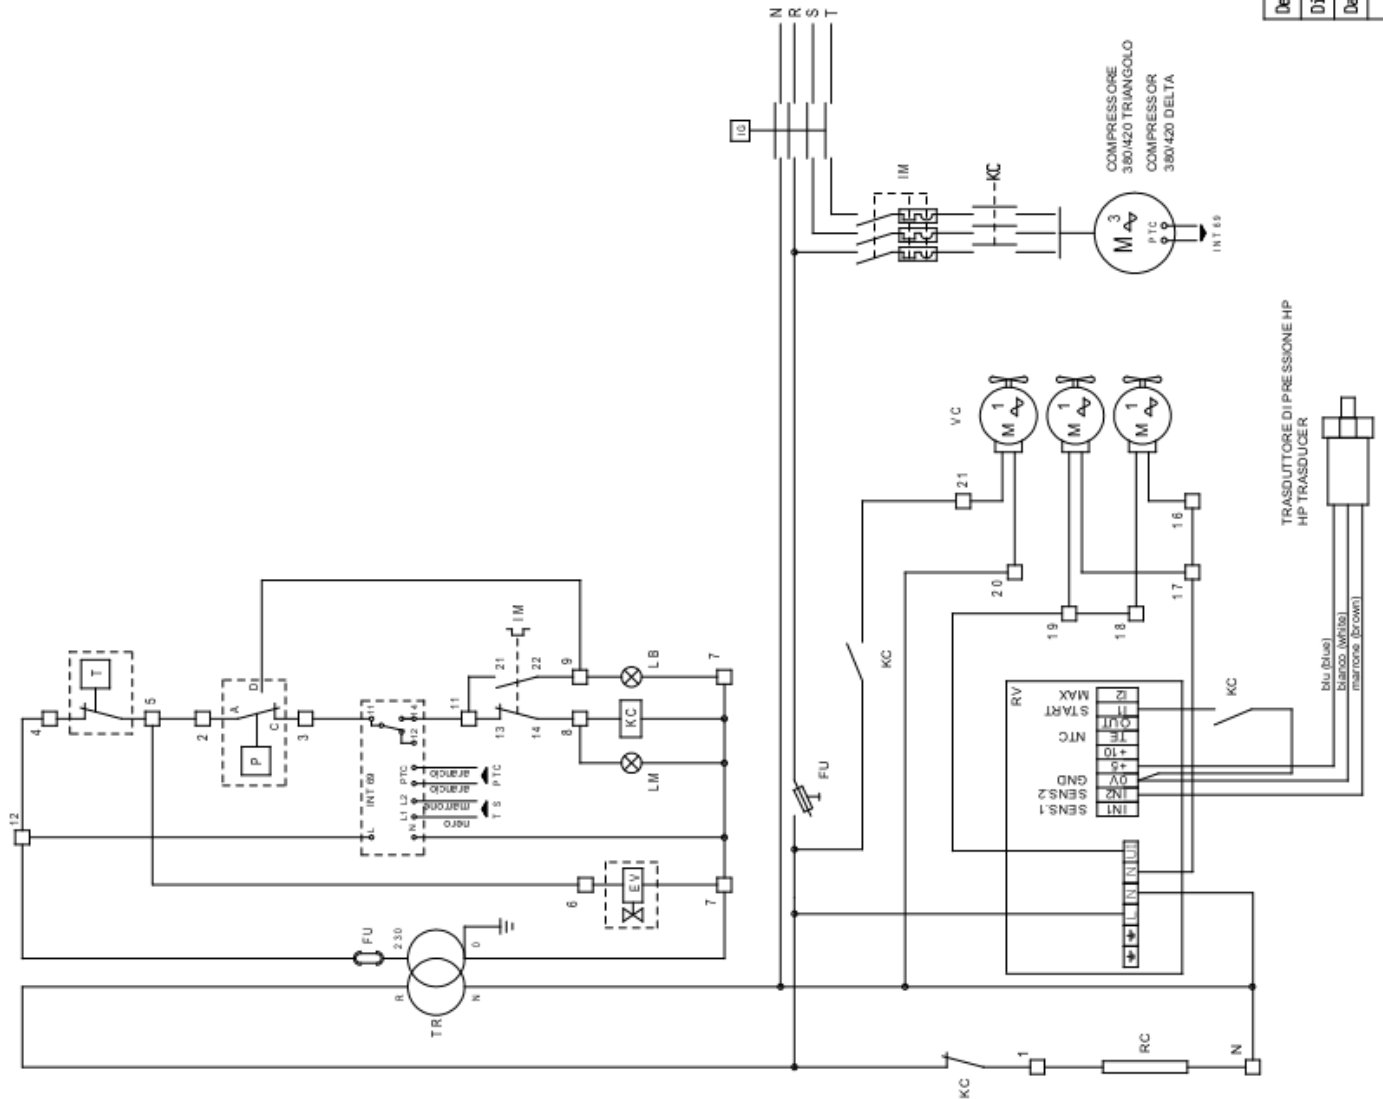 N
R
S
T
De
Di
Da
IG
COMPRESSORE
380/420 TRIANGOLO
COMPRESSOR
380/420 DELTA
IM
KC
M 3
PTC
INT 69
TRASDUTTORE DI PRESSIONE HP
HP TRASDUCER
VC
M 1
M 1
M 1
21
20
19
18
17
16
blu (blue)
bianco (white)
marrone (brown)
KC
KC
RV
MAX
START
NTC
GND
SENS.2
SENS.1
I2
I1
OUT
TE
+10
+5
0V
IN2
IN1
L
N
N
U1
FU
4
T
5
2
A
D
P
C
3
INT 69
11
14
12
L
N
L1
L2
PTC
nero
marrone
arancio
arancio
T S
PTC
11
13
14
21
22
IM
9
8
LB
KC
LM
7
12
6
EV
7
FU
230
0
R
N
TR
KC
1
RC
N